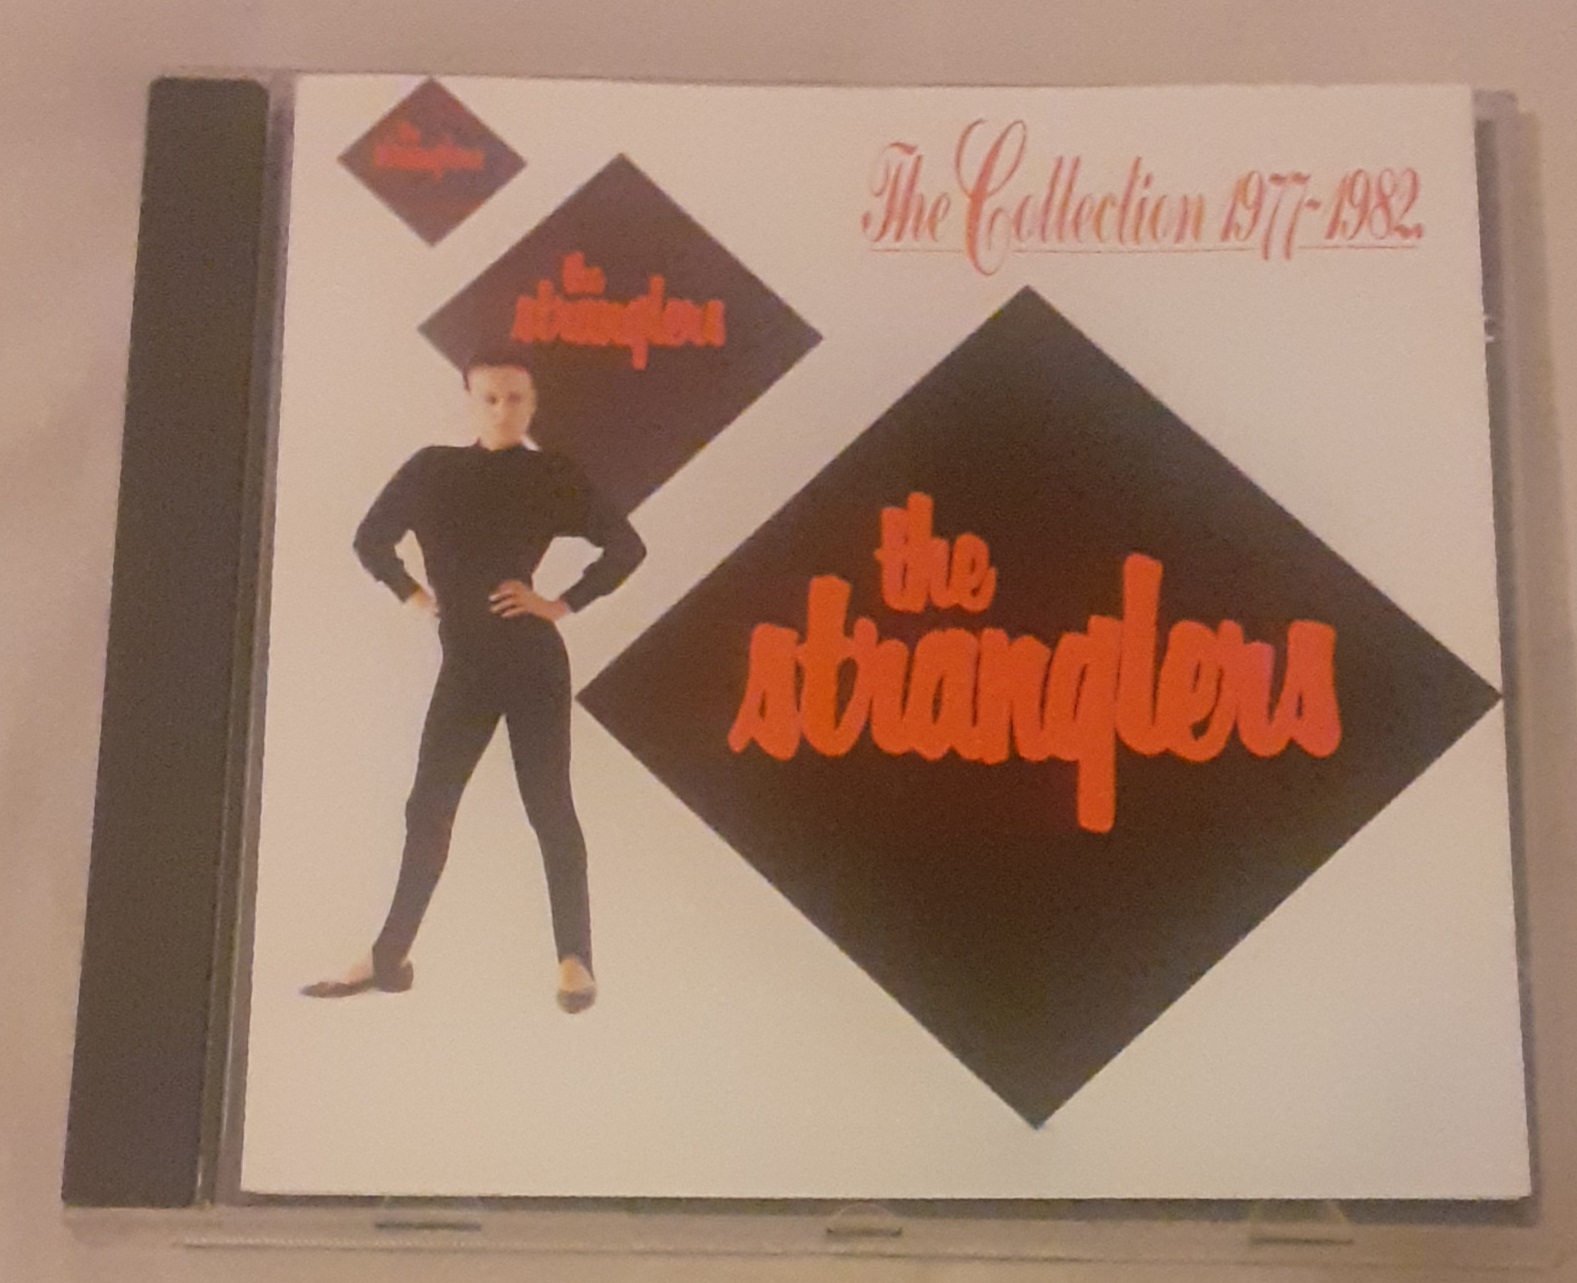 the
stranglers
the
stranglers
The Collection 1977-1982
the
stranglers